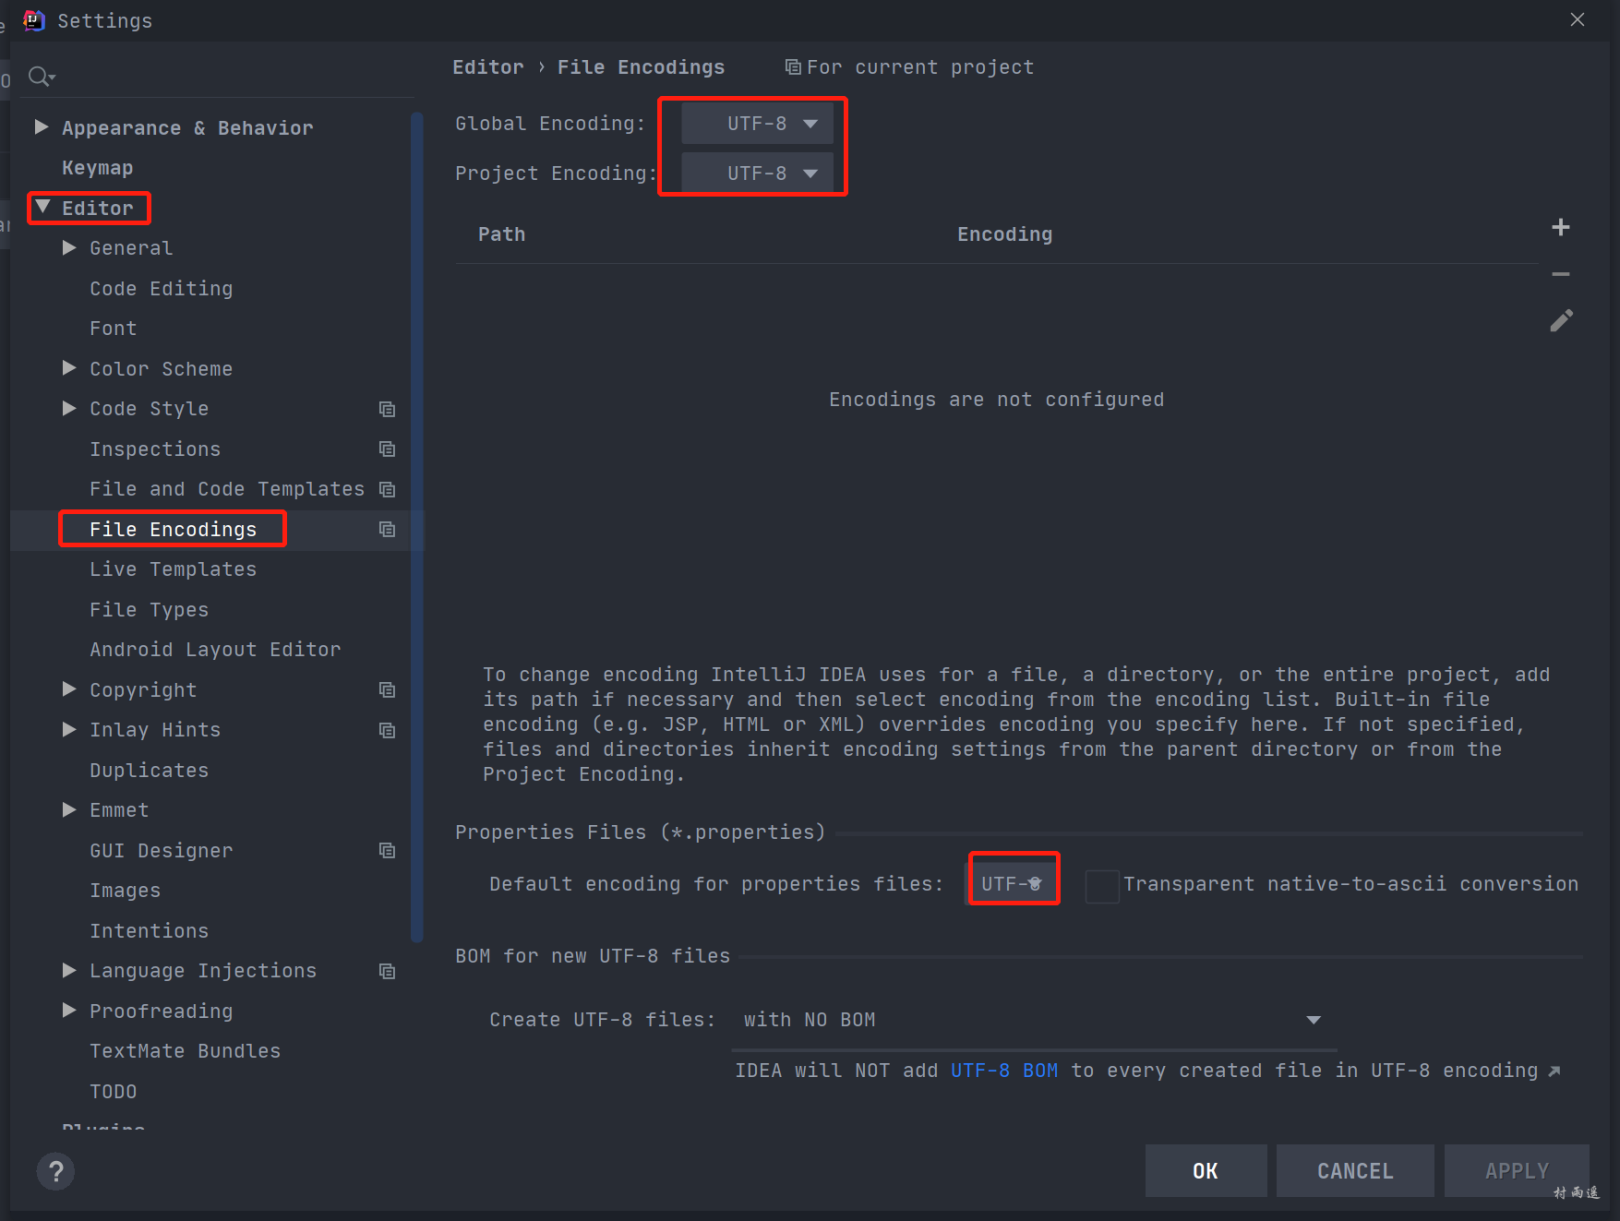 Settings
Editor › File Encodings For current project
Appearance & Behavior
Keymap
Editor
General
Code Editing
Font
Color Scheme
Code Style
Inspections
File and Code Templates
File Encodings
Live Templates
File Types
Android Layout Editor
Copyright
Inlay Hints
Duplicates
Emmet
GUI Designer
Images
Intentions
Language Injections
Proofreading
TextMate Bundles
TODO
Plugins
Global Encoding: UTF-8
Project Encoding: UTF-8
Path Encoding
Encodings are not configured
To change encoding IntelliJ IDEA uses for a file, a directory, or the entire project, add
its path if necessary and then select encoding from the encoding list. Built-in file
encoding (e.g. JSP, HTML or XML) overrides encoding you specify here. If not specified,
files and directories inherit encoding settings from the parent directory or from the
Project Encoding.
Properties Files (*.properties)
Default encoding for properties files: UTF-8 Transparent native-to-ascii conversion
BOM for new UTF-8 files
Create UTF-8 files: with NO BOM
IDEA will NOT add UTF-8 BOM to every created file in UTF-8 encoding
? OK CANCEL APPLY
村雨遥